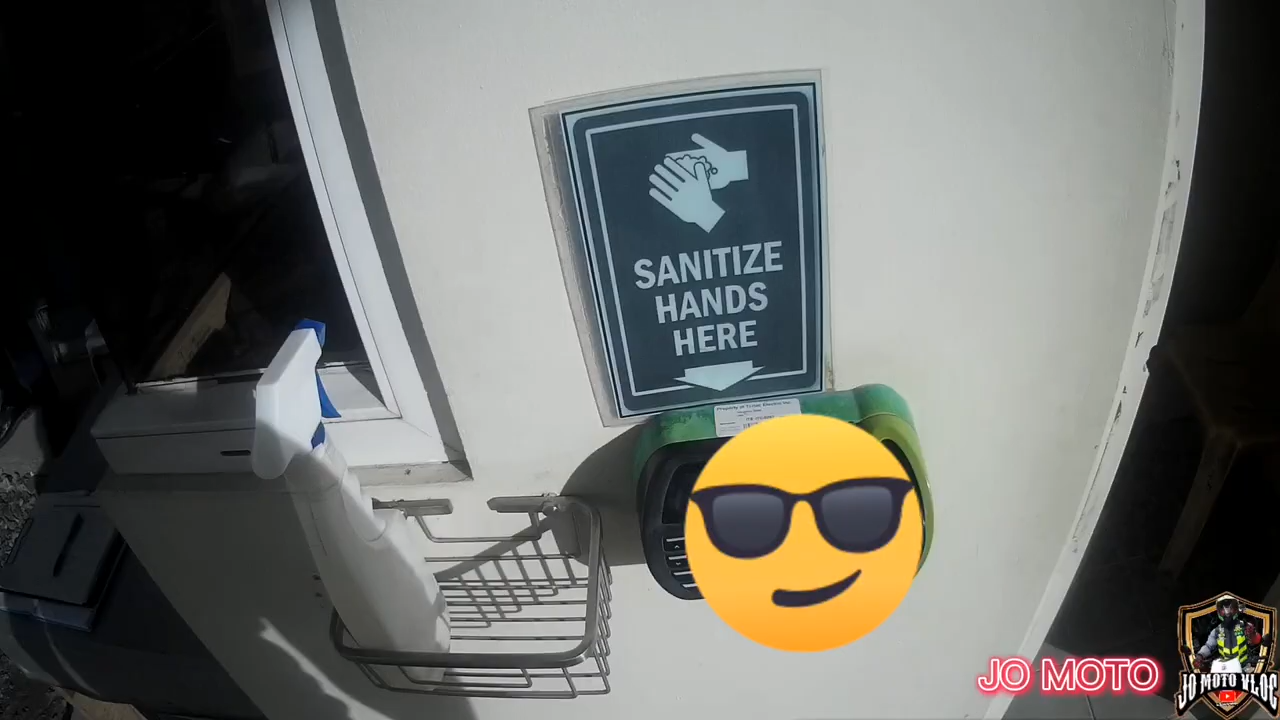 SANITIZE
HANDS
HERE
JO MOTO
JO MOTO VLOG